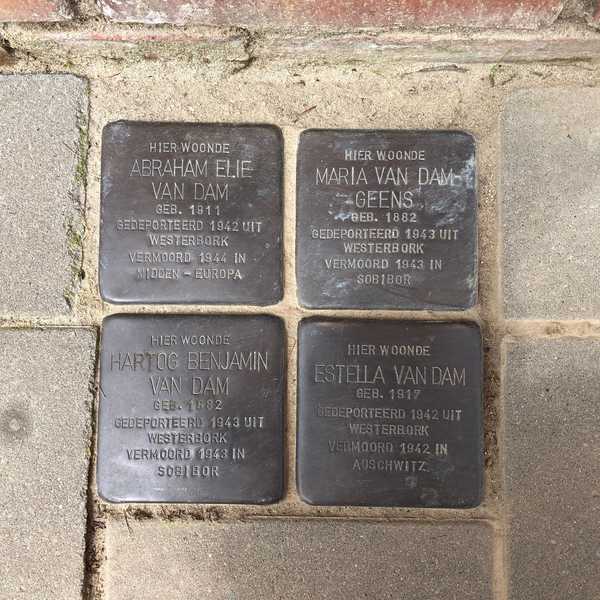 HIER WOONDE
ABRAHAM ELIE
VAN DAM
GEB. 1911
GEDEPORTEERD 1942 UIT
WESTERBORK
VERMOORD 1944 IN
MIDDEN - EUROPA
HIER WOONDE
MARIA VAN DAM-
GEENS
GEB. 1882
GEDEPORTEERD 1943 UIT
WESTERBORK
VERMOORD 1943 IN
SOBIBOR
HIER WOONDE
HARTOG BENJAMIN
VAN DAM
GEB. 1882
GEDEPORTEERD 1943 UIT
WESTERBORK
VERMOORD 1943 IN
SOBIBOR
HIER WOONDE
ESTELLA VAN DAM
GEB. 1917
GEDEPORTEERD 1942 UIT
WESTERBORK
VERMOORD 1942 IN
AUSCHWITZ